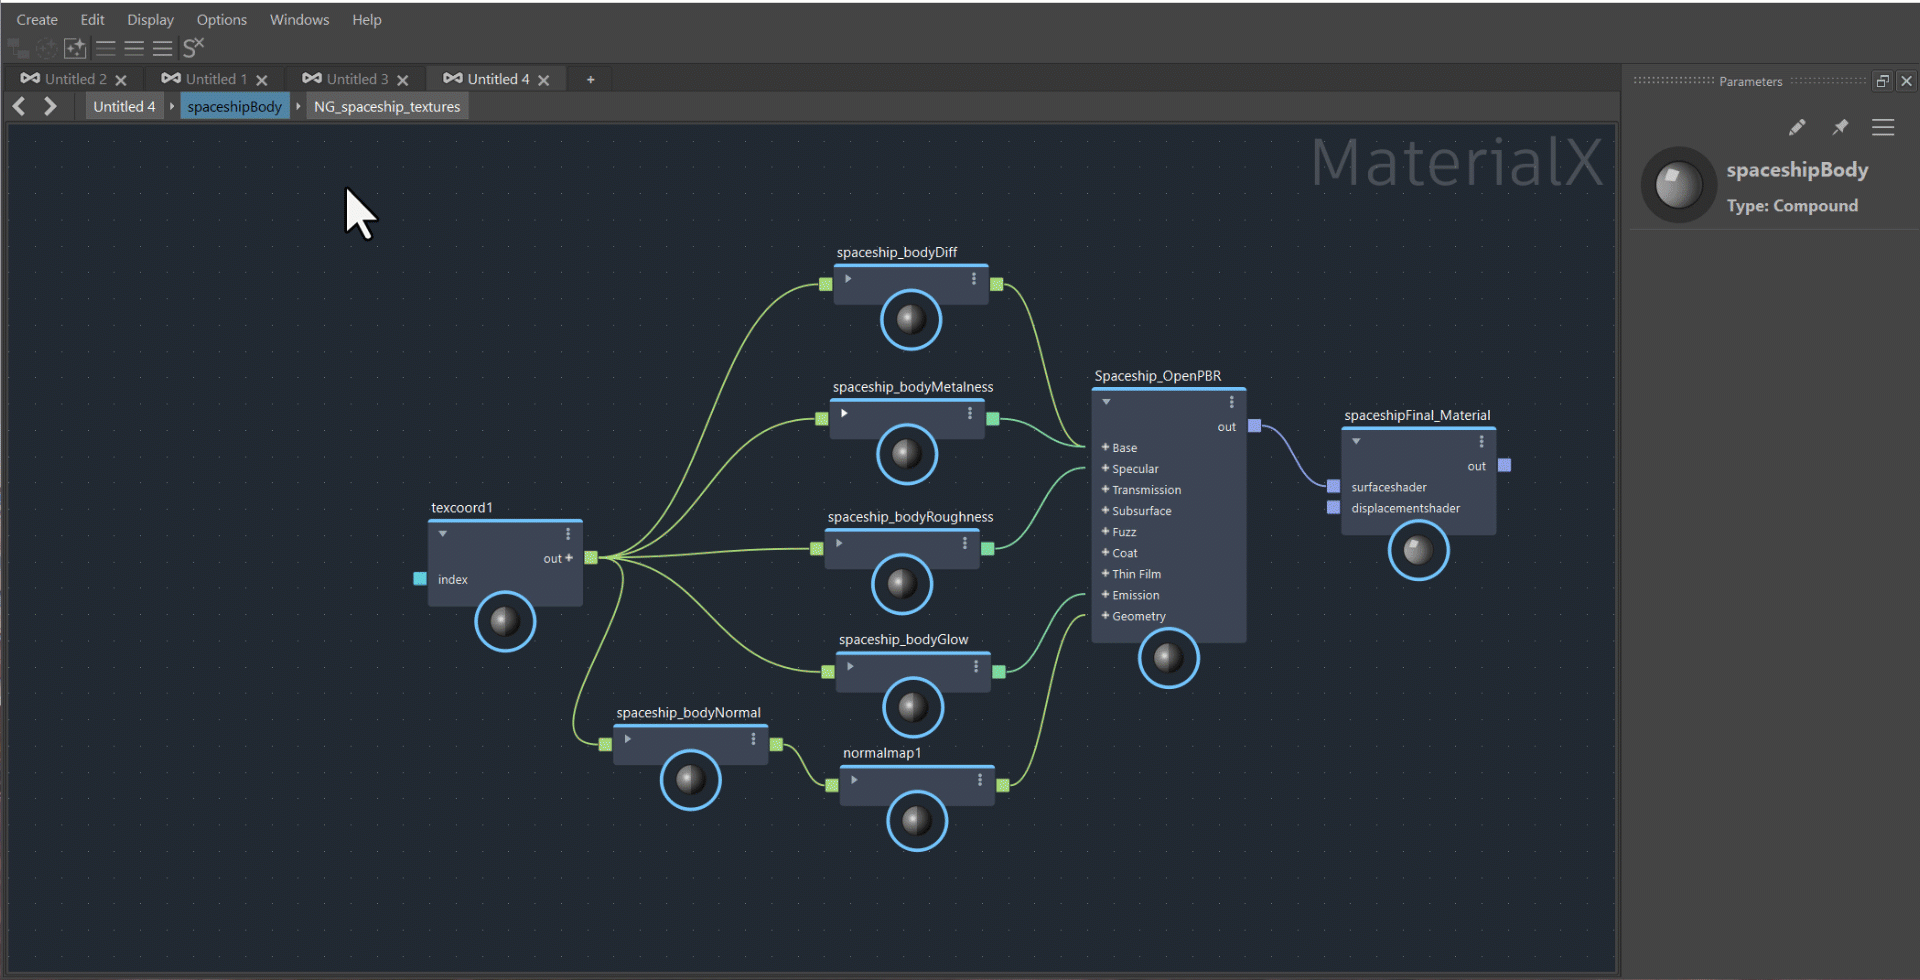 Create Edit Display Options Windows Help
Untitled 2 Untitled 1 Untitled 3 Untitled 4 +
Untitled 4 spaceshipBody NG_spaceship_textures
MaterialX
Parameters
spaceshipBody
Type: Compound
spaceship_bodyDiff
spaceship_bodyMetalness
spaceship_bodyRoughness
spaceship_bodyGlow
spaceship_bodyNormal
normalmap1
texcoord1
out +
index
Spaceship_OpenPBR
out
+ Base
+ Specular
+ Transmission
+ Subsurface
+ Fuzz
+ Coat
+ Thin Film
+ Emission
+ Geometry
spaceshipFinal_Material
out
surfaceshader
displacementshader